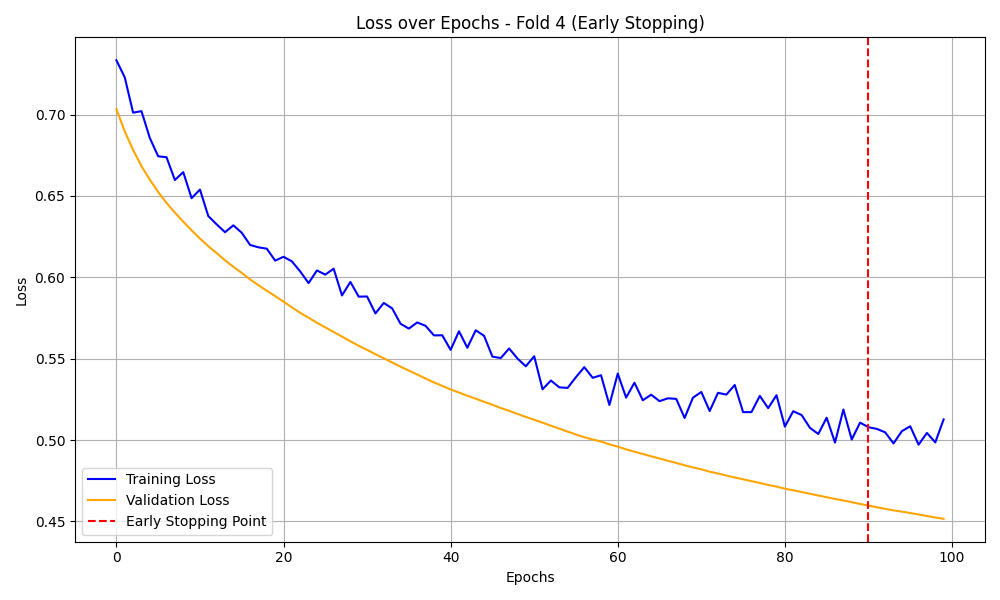 Loss over Epochs - Fold 4 (Early Stopping)
Loss
0.70
0.65
0.60
0.55
0.50
0.45
Training Loss
Validation Loss
Early Stopping Point
0 20 40 60 80 100
Epochs